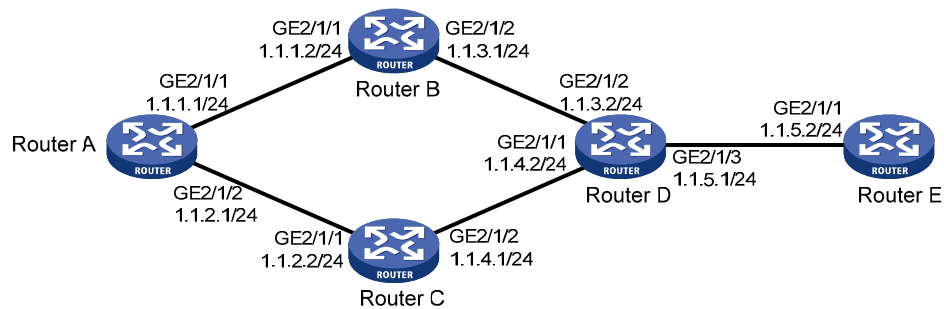 GE2/1/1
1.1.1.2/24
ROUTER
GE2/1/2
1.1.3.1/24
Router B
GE2/1/1
1.1.1.1/24
GE2/1/2
1.1.3.2/24
GE2/1/1
1.1.5.2/24
Router A
ROUTER
GE2/1/1
1.1.4.2/24
ROUTER
GE2/1/3
1.1.5.1/24
ROUTER
Router D
Router E
GE2/1/2
1.1.2.1/24
GE2/1/1
1.1.2.2/24
ROUTER
GE2/1/2
1.1.4.1/24
Router C